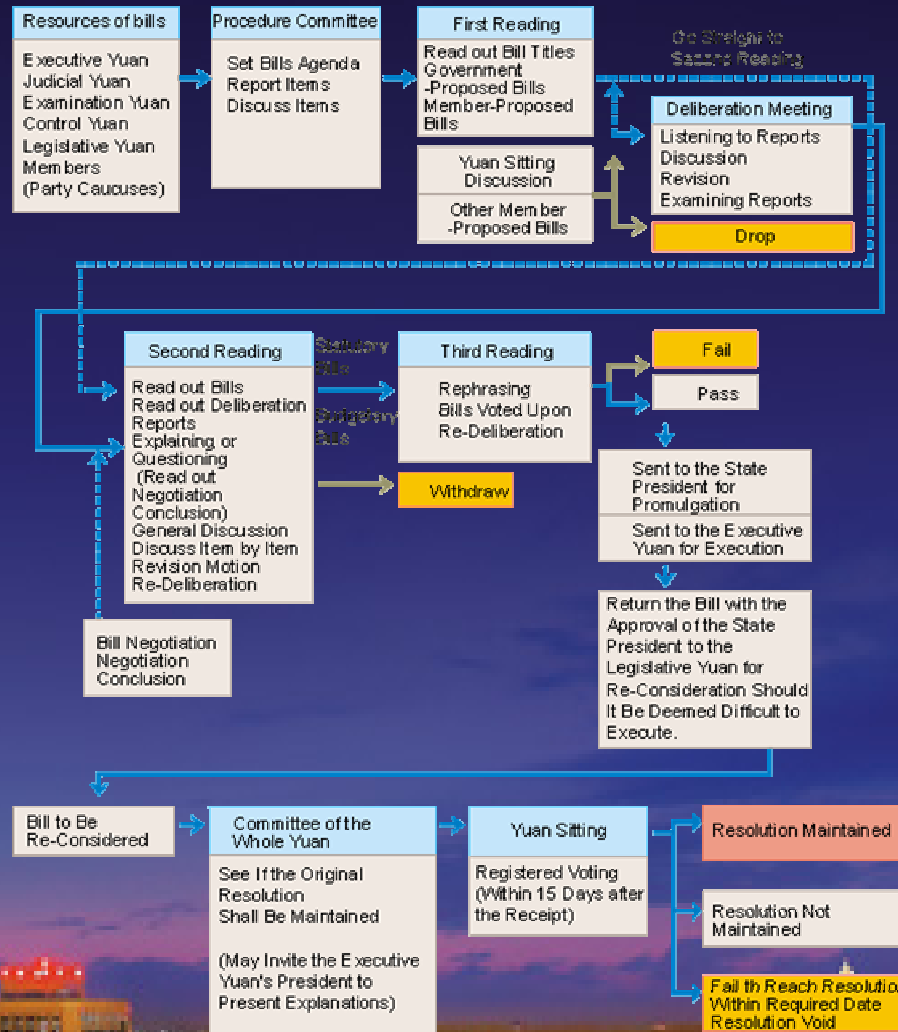 Resources of bills
Executive Yuan
Judicial Yuan
Examination Yuan
Control Yuan
Legislative Yuan
Members
(Party Caucuses)
Procedure Committee
Set Bills Agenda
Report Items
Discuss Items
First Reading
Read out Bill Titles
Government
-Proposed Bills
Member-Proposed
Bills
Yuan Sitting
Discussion
Other Member
-Proposed Bills
Go Straight to
Second Reading
Deliberation Meeting
Listening to Reports
Discussion
Revision
Examining Reports
Drop
Second Reading
Read out Bills
Read out Deliberation
Reports
Explaining or
Questioning
(Read out
Negotiation
Conclusion)
General Discussion
Discuss Item by Item
Revision Motion
Re-Deliberation
Statutory
Bills
Budgetary
Bills
Third Reading
Rephrasing
Bills Voted Upon
Re-Deliberation
Withdraw
Fail
Pass
Sent to the State
President for
Promulgation
Sent to the Executive
Yuan for Execution
Bill Negotiation
Negotiation
Conclusion
Return the Bill with the
Approval of the State
President to the
Legislative Yuan for
Re-Consideration Should
It Be Deemed Difficult to
Execute.
Bill to Be
Re-Considered
Committee of the
Whole Yuan
See If the Original
Resolution
Shall Be Maintained
(May Invite the Executive
Yuan's President to
Present Explanations)
Yuan Sitting
Registered Voting
(Within 15 Days after
the Receipt)
Resolution Maintained
Resolution Not
Maintained
Fail th Reach Resolutio
Within Required Date
Resolution Void